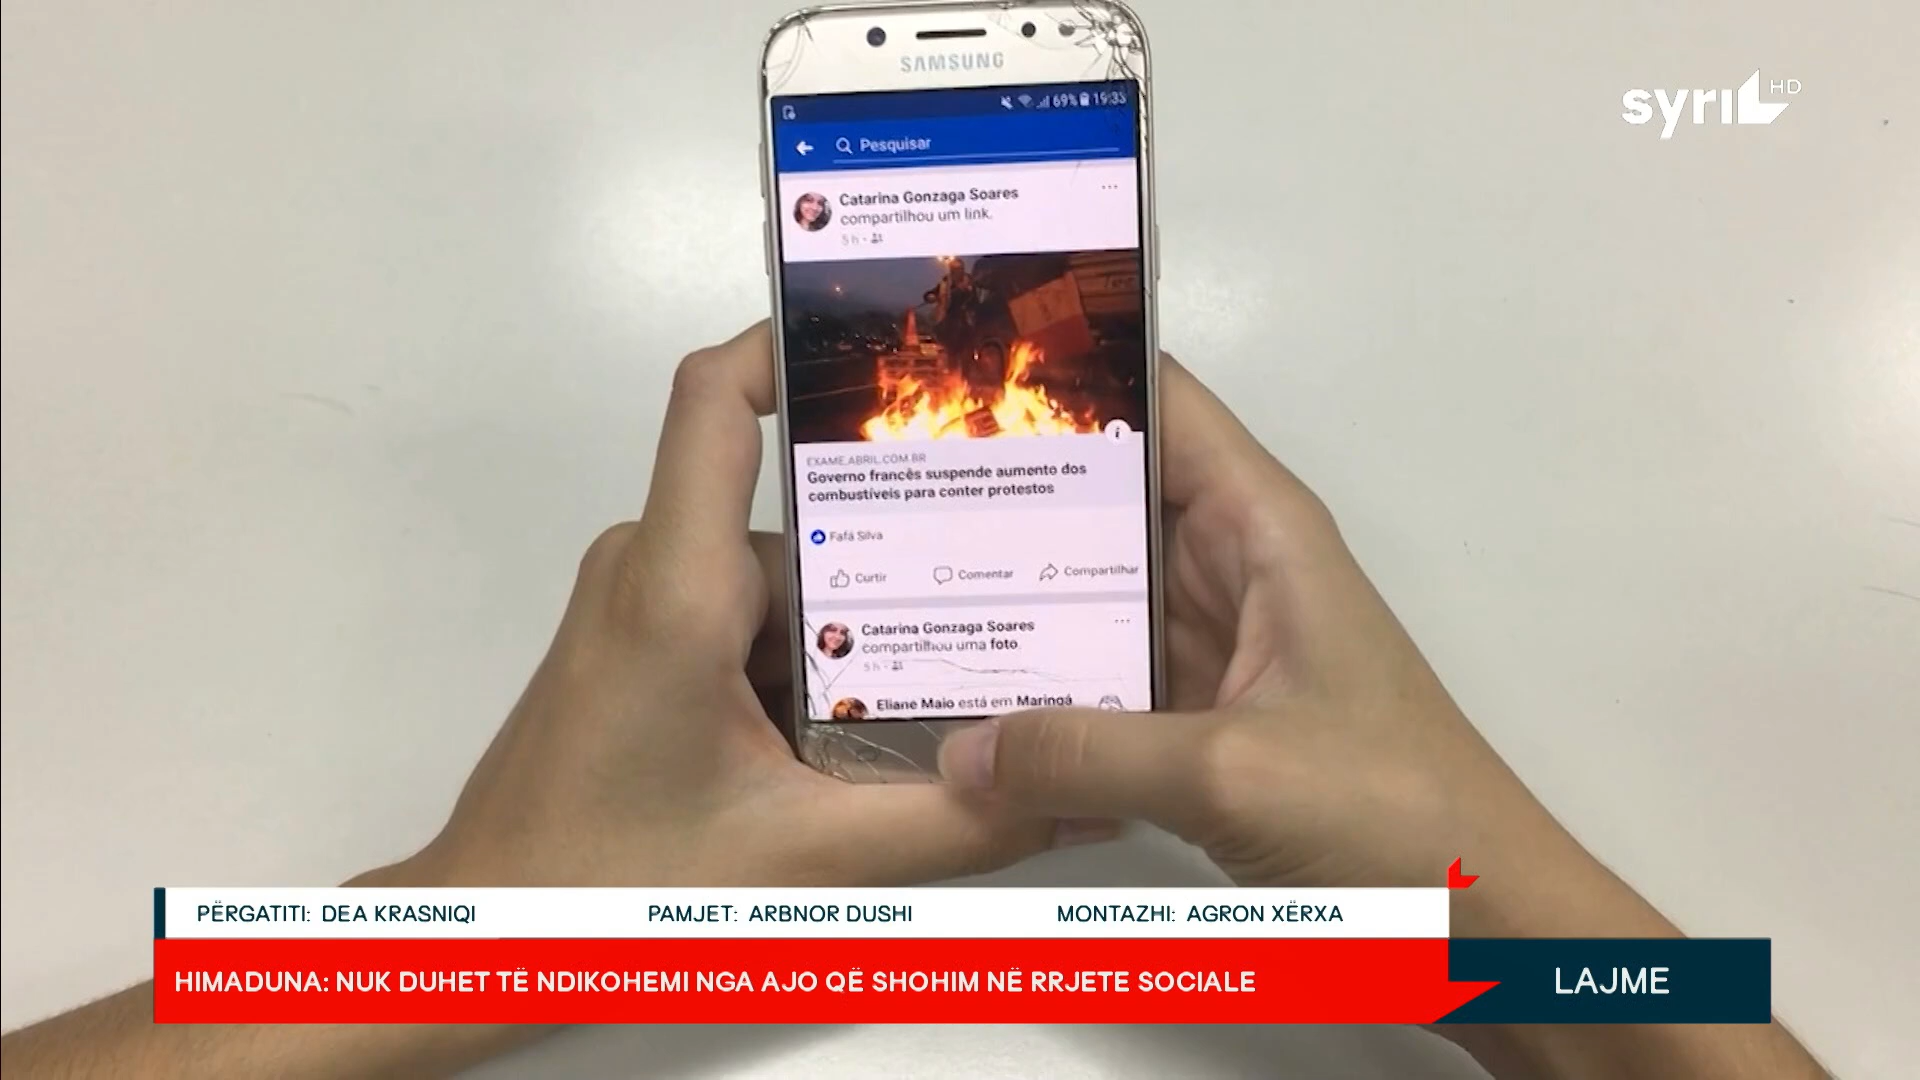 SAMSUNG
69% 19:33
Pesquisar
Catarina Gonzaga Soares
compartilhou um link.
5 h
EXAME.ABRIL.COM.BR
Governo francês suspende aumento dos
combustíveis para conter protestos
Fafá Silva
Curtir Comentar Compartilhar
Catarina Gonzaga Soares
compartilhou uma foto.
5 h
Eliane Maio está em Maringá
syri HD
PËRGATITI: DEA KRASNIQI PAMJET: ARBNOR DUSHI MONTAZHI: AGRON XËRXA
HIMADUNA: NUK DUHET TË NDIKOHEMI NGA AJO QË SHOHIM NË RRJETE SOCIALE
LAJME